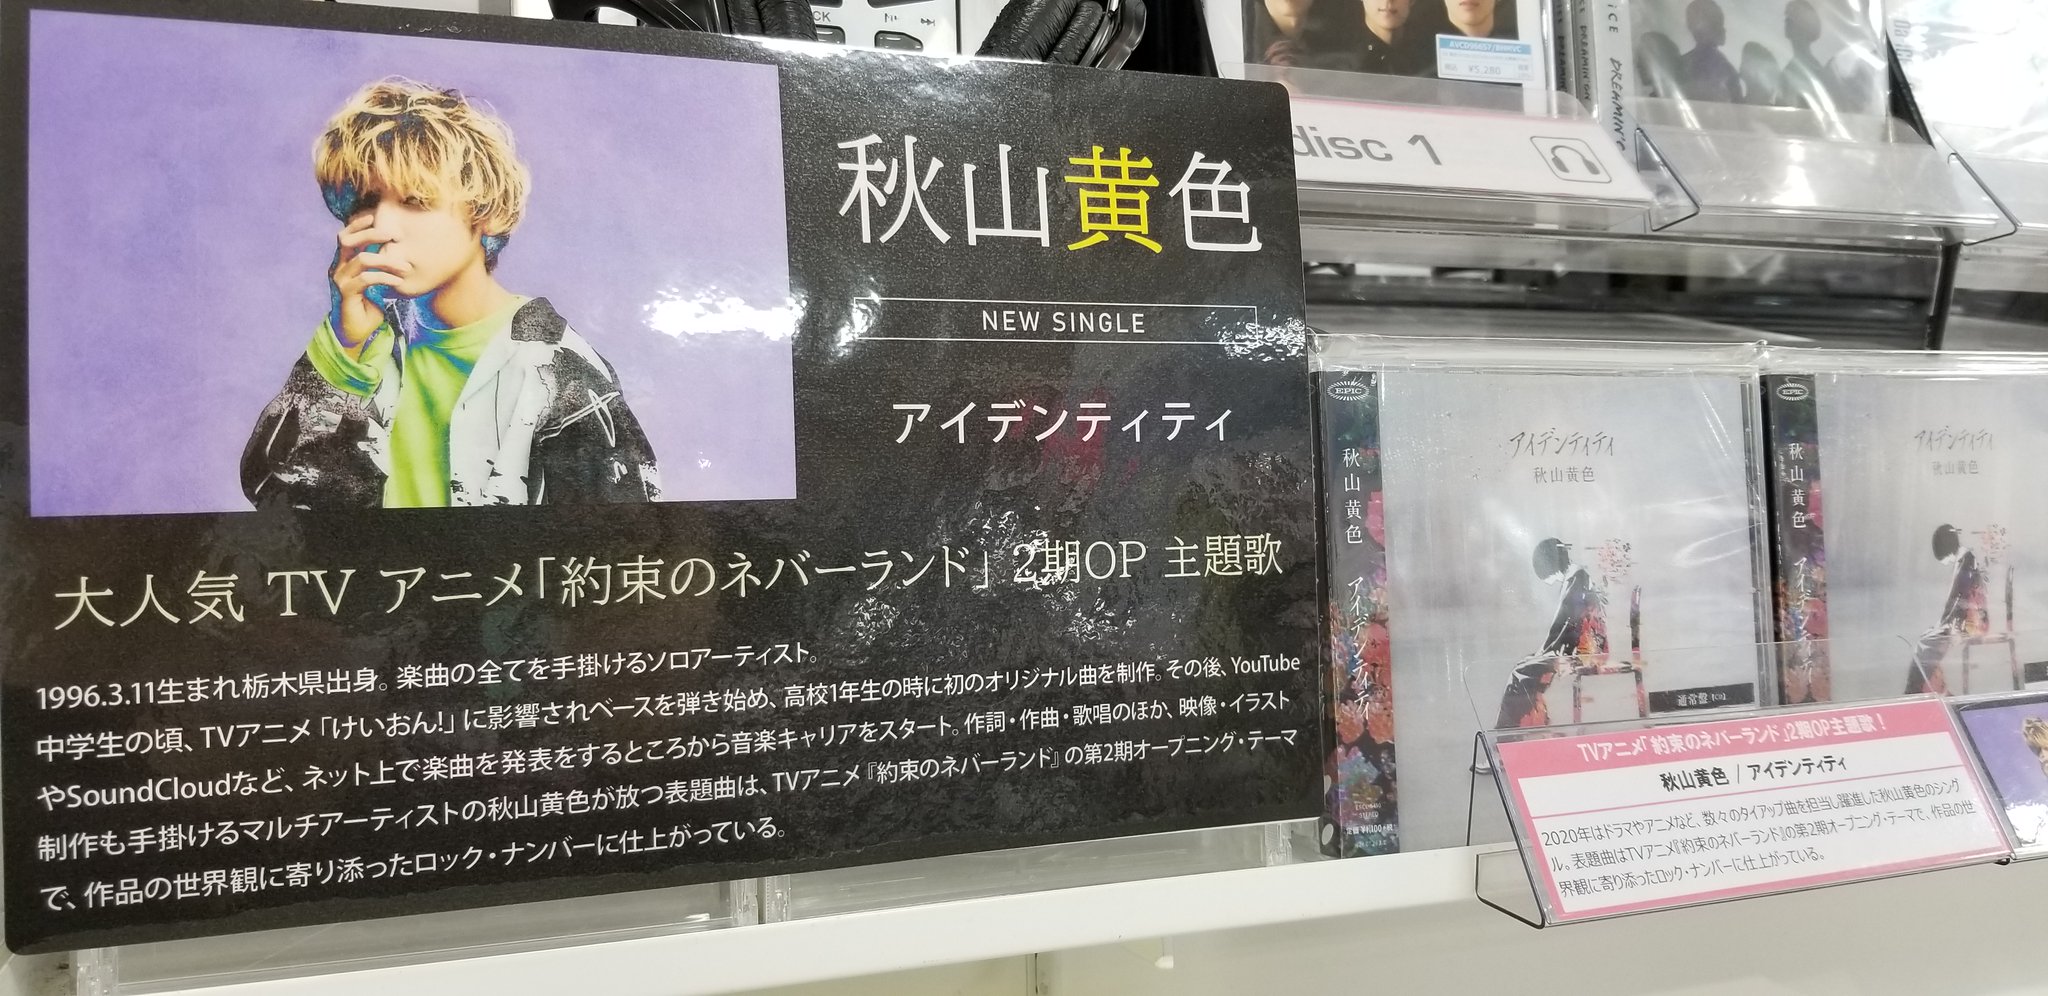 秋山黄色
NEW SINGLE
アイデンティティ
大人気 TV アニメ「約束のネバーランド」 2期OP 主題歌
1996.3.11生まれ栃木県出身。楽曲の全てを手掛けるソロアーティスト。
中学生の頃、TVアニメ「けいおん!」に影響されベースを弾き始め、高校1年生の時に初のオリジナル曲を制作。その後、YouTube
やSoundCloudなど、ネット上で楽曲を発表をするところから音楽キャリアをスタート。作詞・作曲・歌唱のほか、映像・イラスト
制作も手掛けるマルチアーティストの秋山黄色が放つ表題曲は、TVアニメ『約束のネバーランド』の第2期オープニング・テーマ
で、作品の世界観に寄り添ったロック・ナンバーに仕上がっている。
CK
¥5,280
disc 1
DREAMIN'
EPIC
秋山黄色 アイデンティティ
アイデンティティ
秋山黄色
通常盤【CD】
STEREO
EPIC
秋山黄色 アイデンティティ
アイデンティティ
秋山黄色
TVアニメ「約束のネバーランド」2期OP主題歌!
秋山黄色 / アイデンティティ
2020年はドラマやアニメなど、数々のタイアップ曲を担当し躍進した秋山黄色のシング
ル。表題曲はTVアニメ『約束のネバーランド』の第2期オープニング・テーマで、作品の世
界観に寄り添ったロック・ナンバーに仕上がっている。